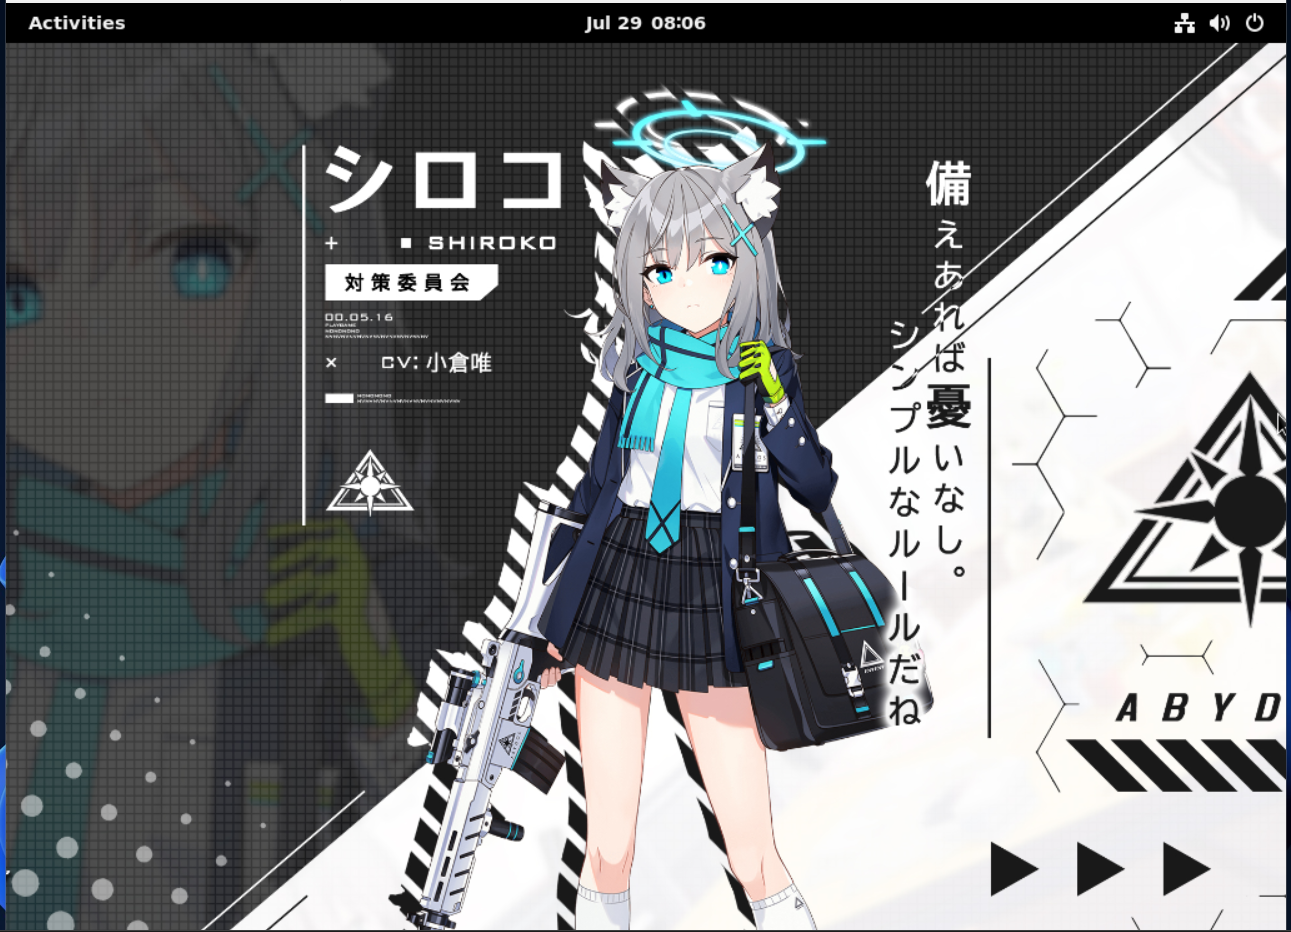 Activities
Jul 29 08:06
シロコ
+ ■ SHIROKO
対策委員会
00.05.16
× CV: 小倉唯
備えあれば憂いなし。
シンプルなルールだね
ABYD